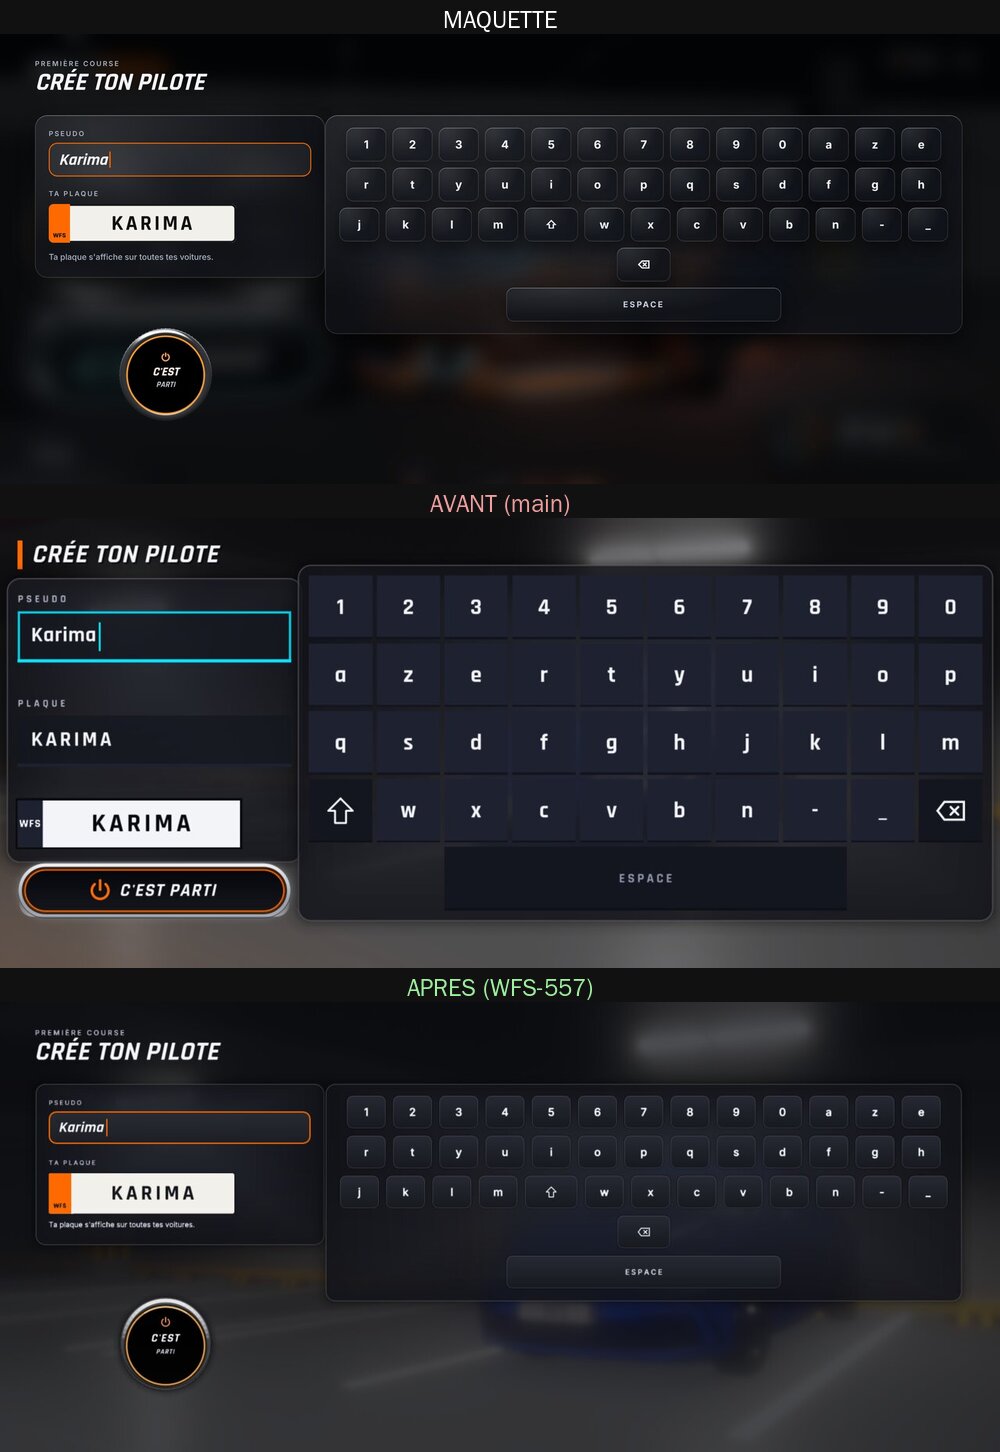 MAQUETTE
PREMIÈRE COURSE
CRÉE TON PILOTE
PSEUDO
Karima
TA PLAQUE
WFS KARIMA
Ta plaque s'affiche sur toutes tes voitures.
C'EST
PARTI
1 2 3 4 5 6 7 8 9 0 a z e
r t y u i o p q s d f g h
j k l m w x c v b n - _
ESPACE
AVANT (main)
CRÉE TON PILOTE
PSEUDO
Karima
PLAQUE
KARIMA
WFS KARIMA
C'EST PARTI
1 2 3 4 5 6 7 8 9 0
a z e r t y u i o p
q s d f g h j k l m
w x c v b n - _
ESPACE
APRES (WFS-557)
PREMIÈRE COURSE
CRÉE TON PILOTE
PSEUDO
Karima
TA PLAQUE
WFS KARIMA
Ta plaque s'affiche sur toutes tes voitures.
C'EST
PARTI
1 2 3 4 5 6 7 8 9 0 a z e
r t y u i o p q s d f g h
j k l m w x c v b n - _
ESPACE